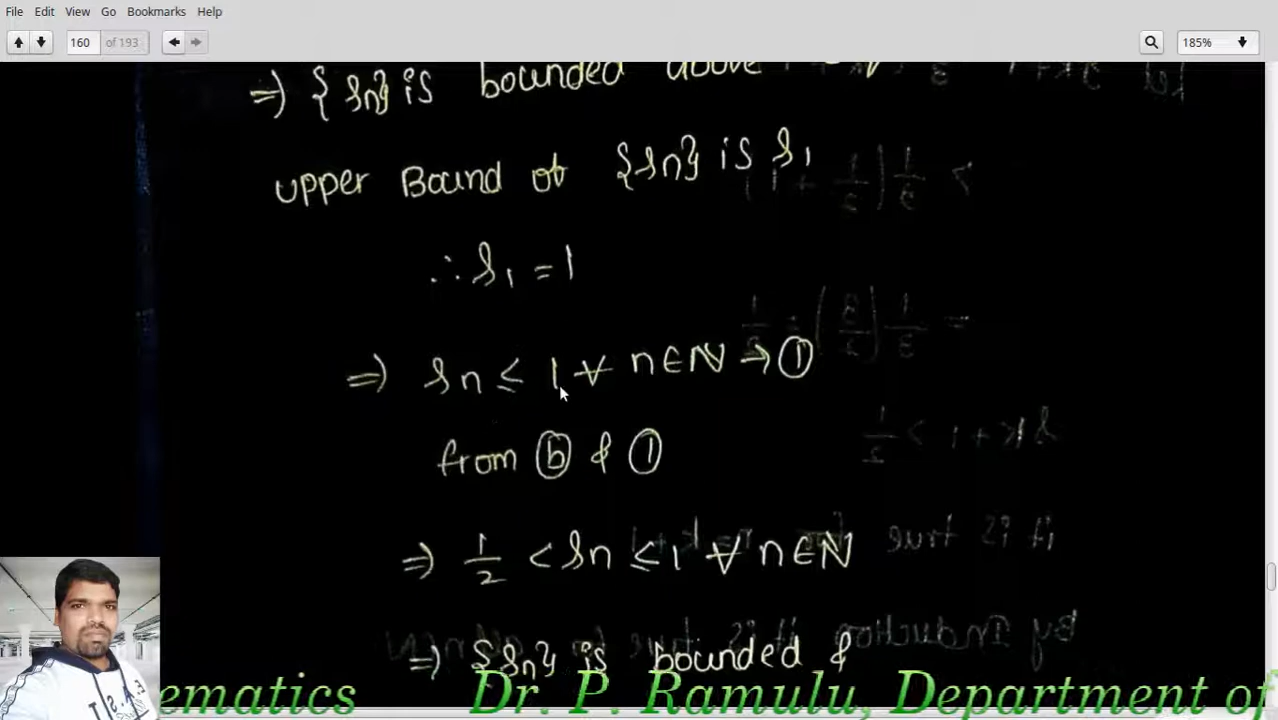 File Edit View Go Bookmarks Help
160 of 193
185%
⇒ {Sn} is bounded above
upper Bound of {Sn} is S₁
∴ S₁ = 1
⇒ Sn ≤ 1 ∀ n∈N → ①
from ⓑ & ①
⇒ 1/2 < Sn ≤ 1 ∀ n∈N
⇒ {Sn} is bounded &
ematics Dr. P. Ramulu, Department of